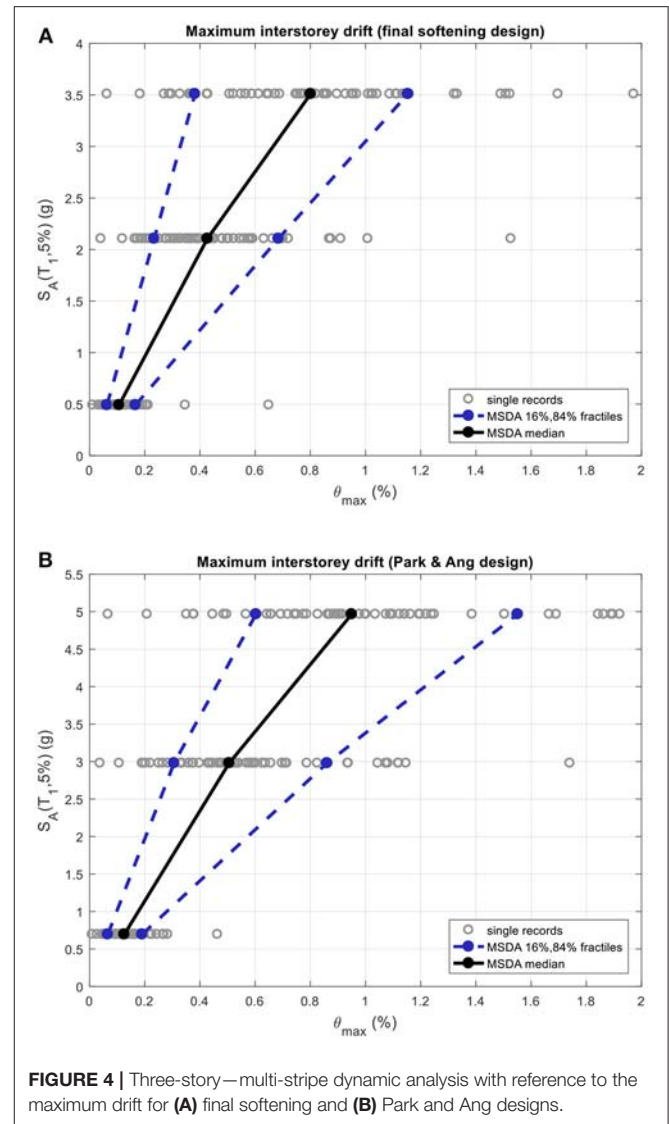 A
Maximum interstorey drift (final softening design)
4
3.5
3
2.5
2
1.5
1
0.5
0
S_A(T_1,5%) (g)
0 0.2 0.4 0.6 0.8 1 1.2 1.4 1.6 1.8 2
θ_max (%)
single records
MSDA 16%,84% fractiles
MSDA median
B
Maximum interstorey drift (Park & Ang design)
5.5
5
4.5
4
3.5
3
2.5
2
1.5
1
0.5
0
S_A(T_1,5%) (g)
0 0.2 0.4 0.6 0.8 1 1.2 1.4 1.6 1.8 2
θ_max (%)
single records
MSDA 16%,84% fractiles
MSDA median
FIGURE 4 | Three-story—multi-stripe dynamic analysis with reference to the
maximum drift for (A) final softening and (B) Park and Ang designs.